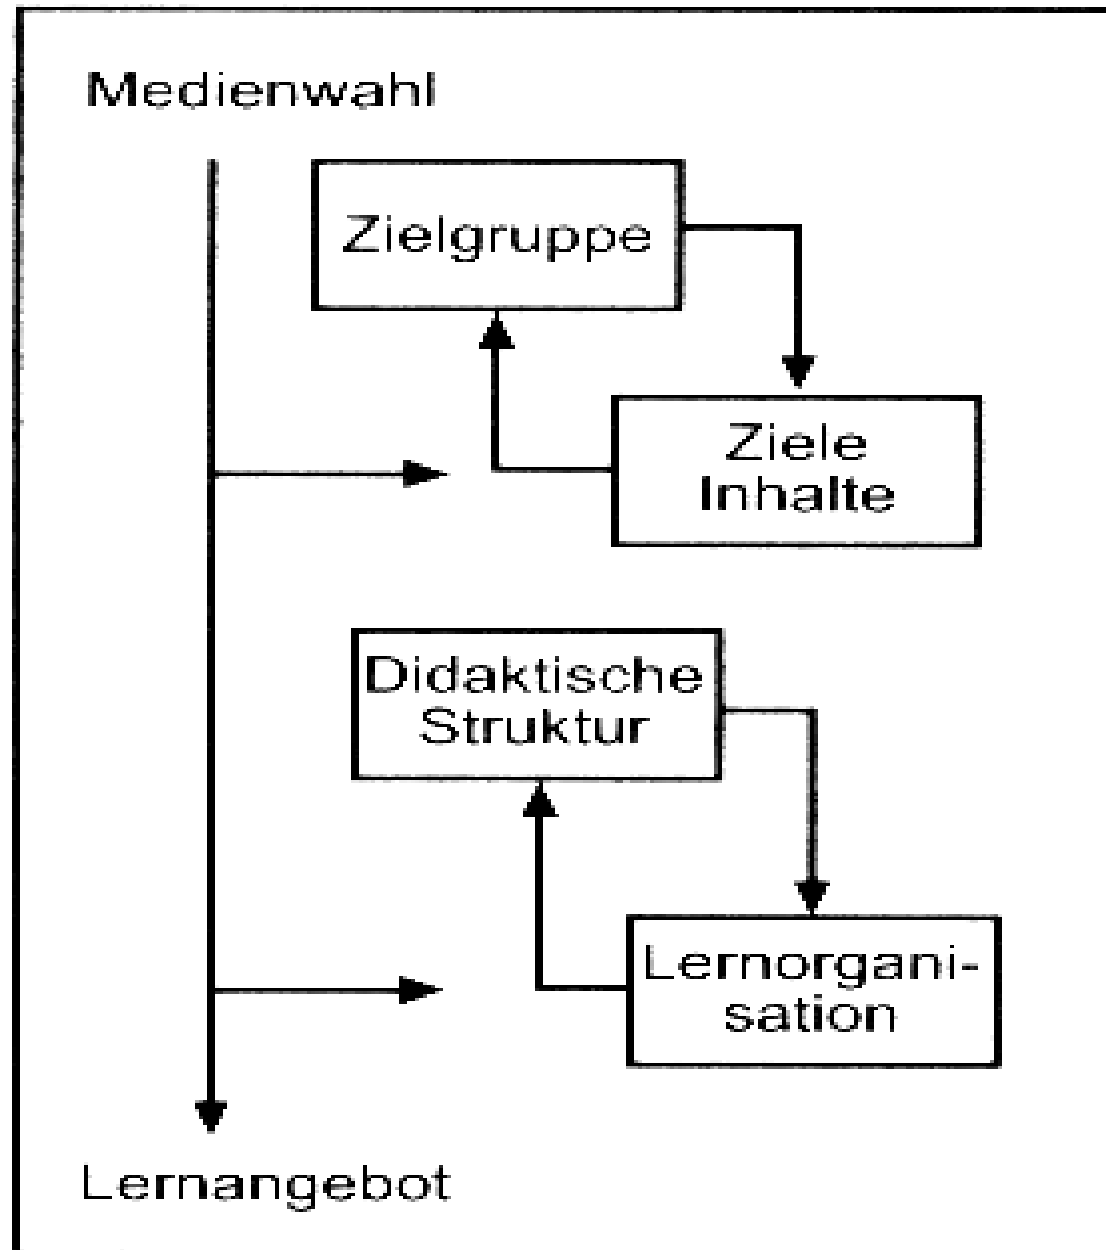 Medienwahl
Zielgruppe
Ziele
Inhalte
Didaktische
Struktur
Lernorgani-
sation
Lernangebot